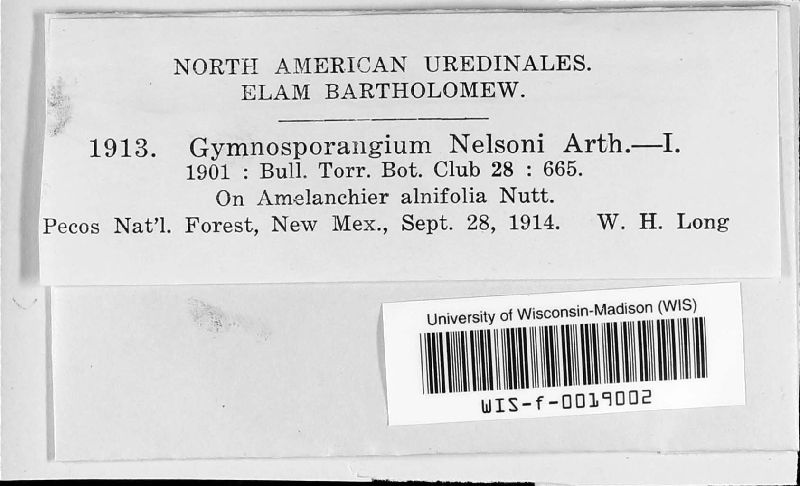 NORTH AMERICAN UREDINALES.
ELAM BARTHOLOMEW.
1913. Gymnosporangium Nelsoni Arth.—I.
1901 : Bull. Torr. Bot. Club 28 : 665.
On Amelanchier alnifolia Nutt.
Pecos Nat'l. Forest, New Mex., Sept. 28, 1914. W. H. Long
University of Wisconsin-Madison (WIS)
WIS-f-0019002